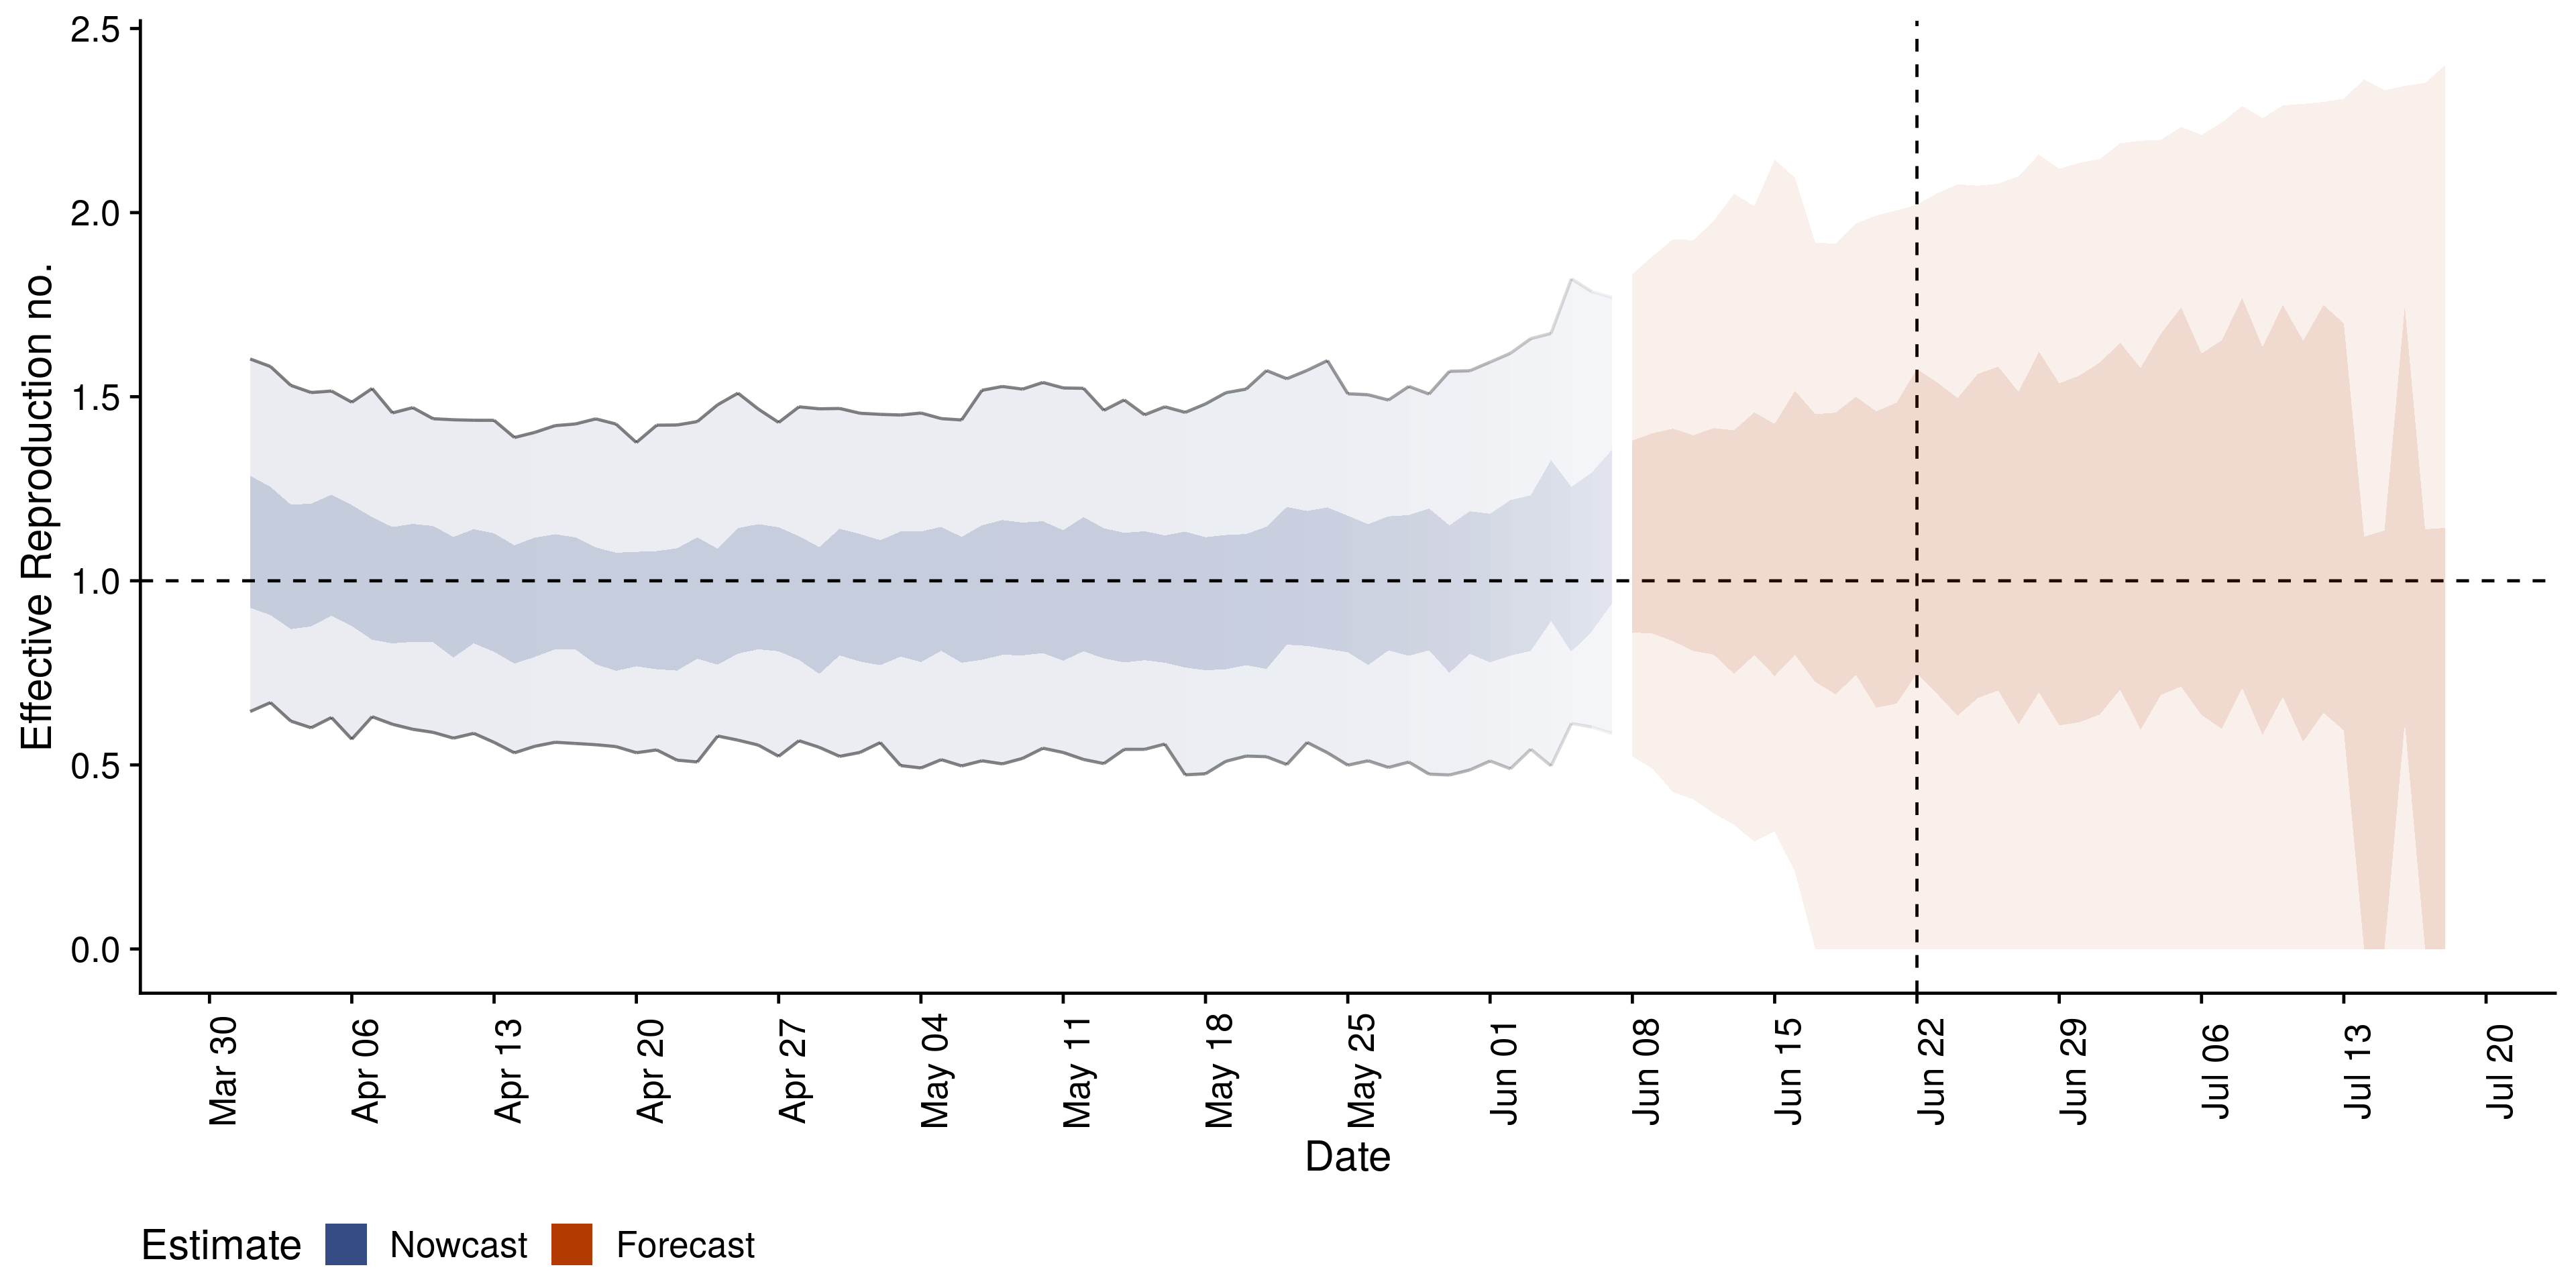 Effective Reproduction no.
2.5
2.0
1.5
1.0
0.5
0.0
Mar 30
Apr 06
Apr 13
Apr 20
Apr 27
May 04
May 11
May 18
May 25
Jun 01
Jun 08
Jun 15
Jun 22
Jun 29
Jul 06
Jul 13
Jul 20
Date
Estimate Nowcast Forecast